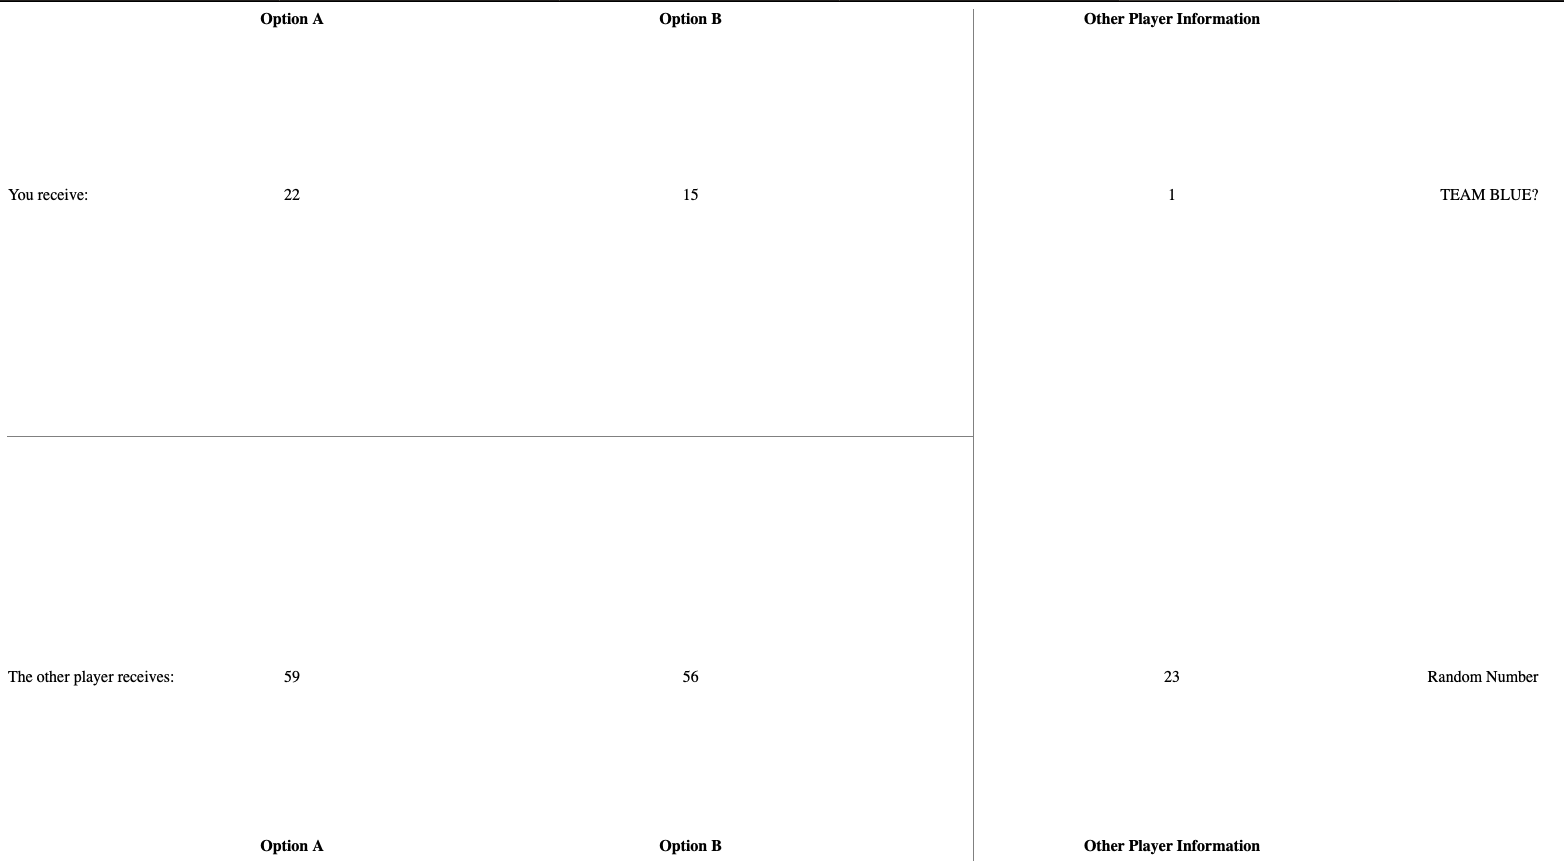 Option A Option B Other Player Information
You receive: 22 15 1 TEAM BLUE?
The other player receives: 59 56 23 Random Number
Option A Option B Other Player Information